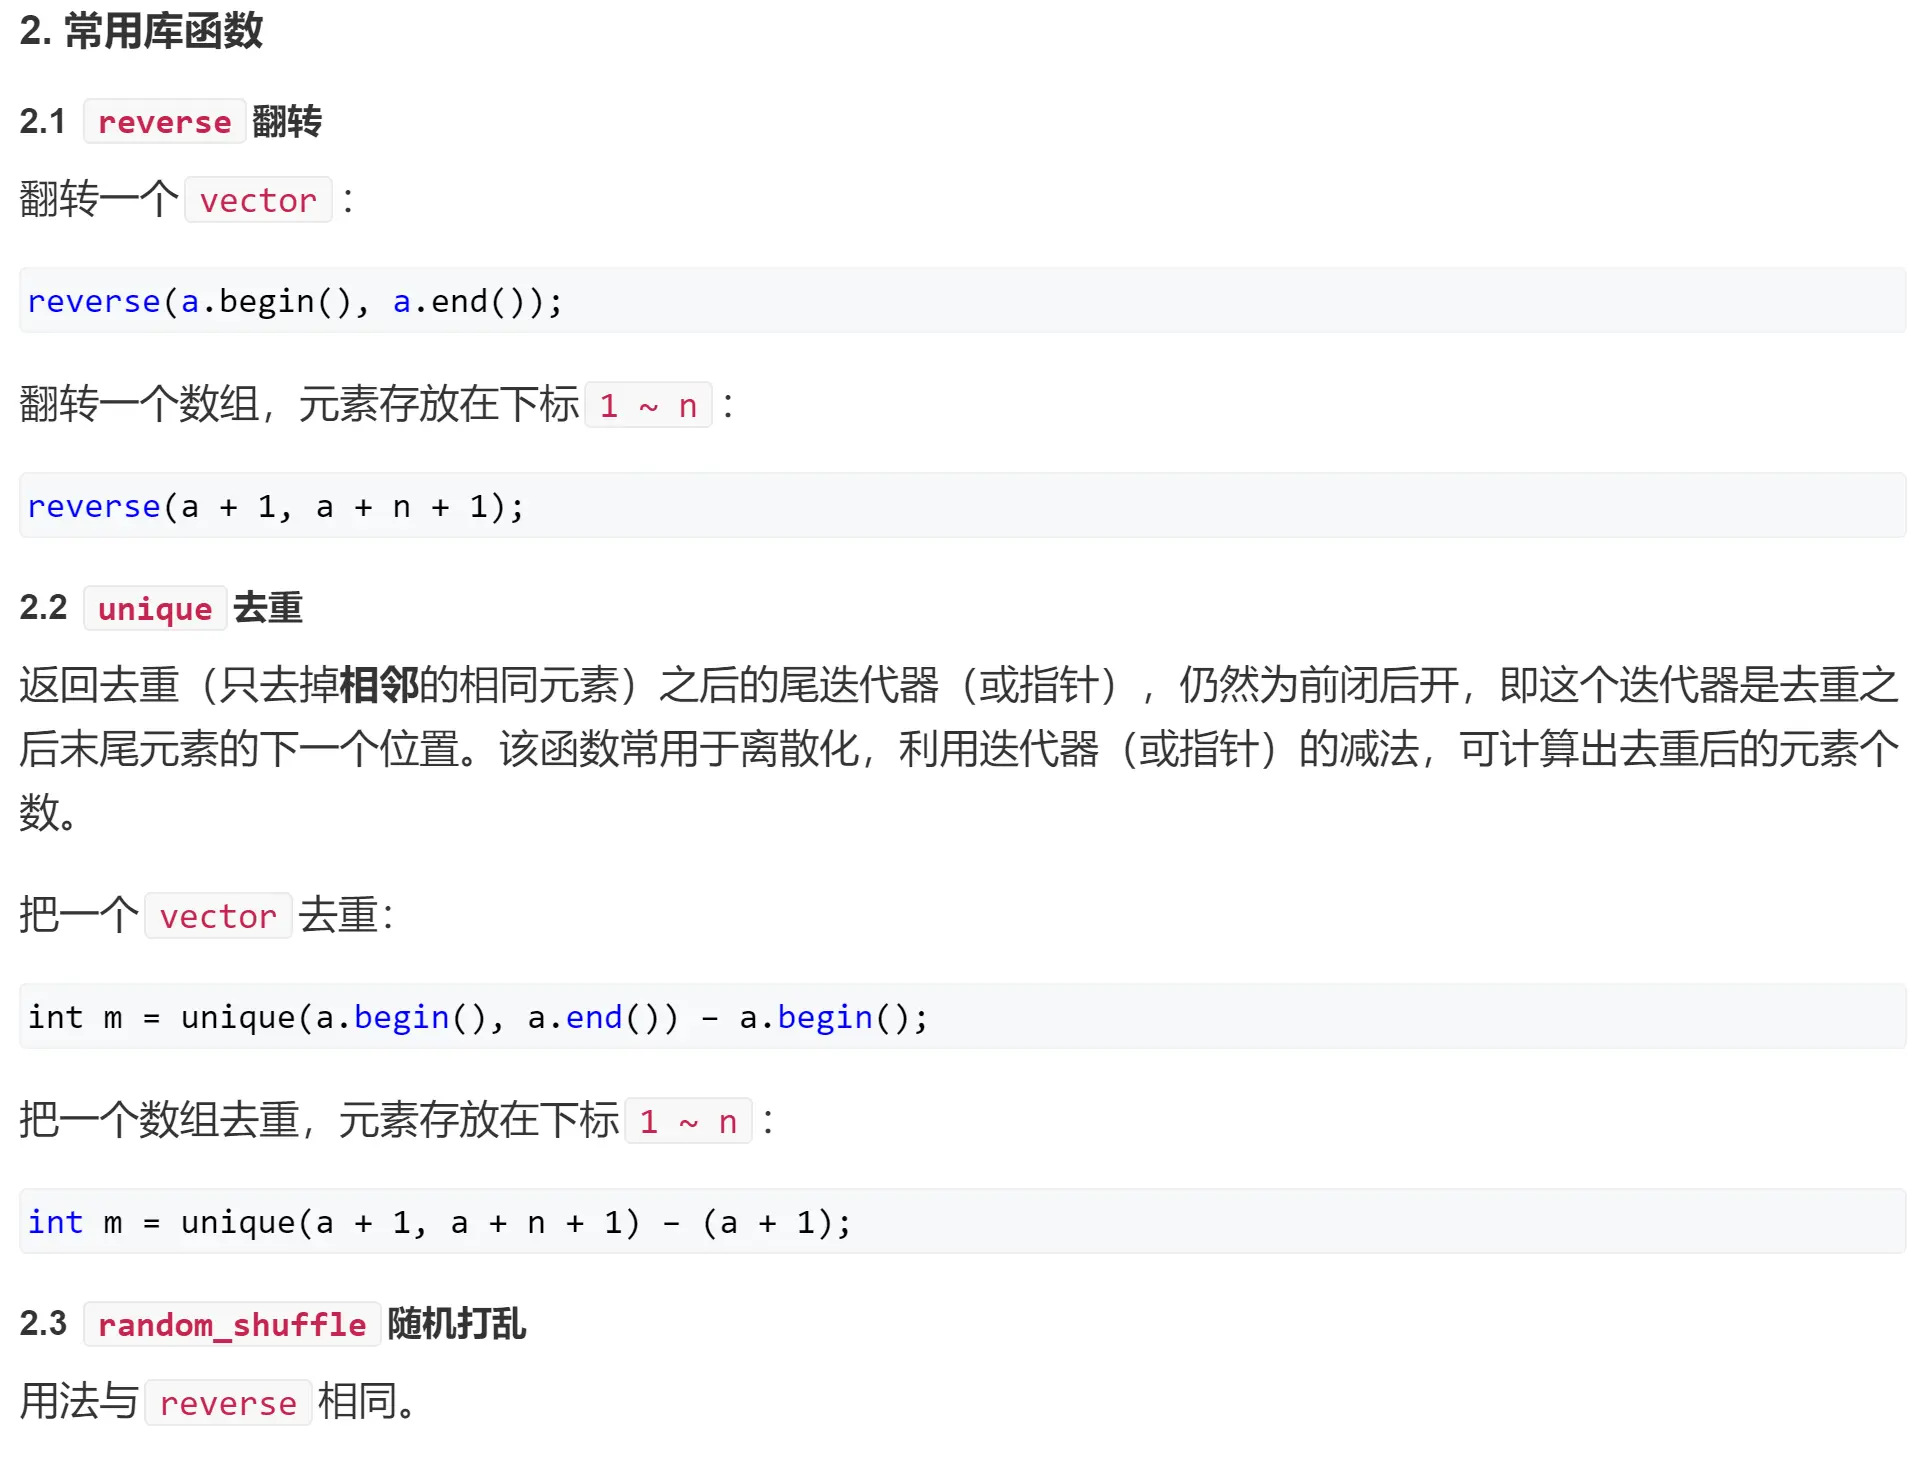 2. 常用库函数
2.1 reverse 翻转
翻转一个 vector ：
reverse(a.begin(), a.end());
翻转一个数组，元素存放在下标 1 ~ n ：
reverse(a + 1, a + n + 1);
2.2 unique 去重
返回去重（只去掉相邻的相同元素）之后的尾迭代器（或指针），仍然为前闭后开，即这个迭代器是去重之
后末尾元素的下一个位置。该函数常用于离散化，利用迭代器（或指针）的减法，可计算出去重后的元素个
数。
把一个 vector 去重：
int m = unique(a.begin(), a.end()) – a.begin();
把一个数组去重，元素存放在下标 1 ~ n ：
int m = unique(a + 1, a + n + 1) – (a + 1);
2.3 random_shuffle 随机打乱
用法与 reverse 相同。